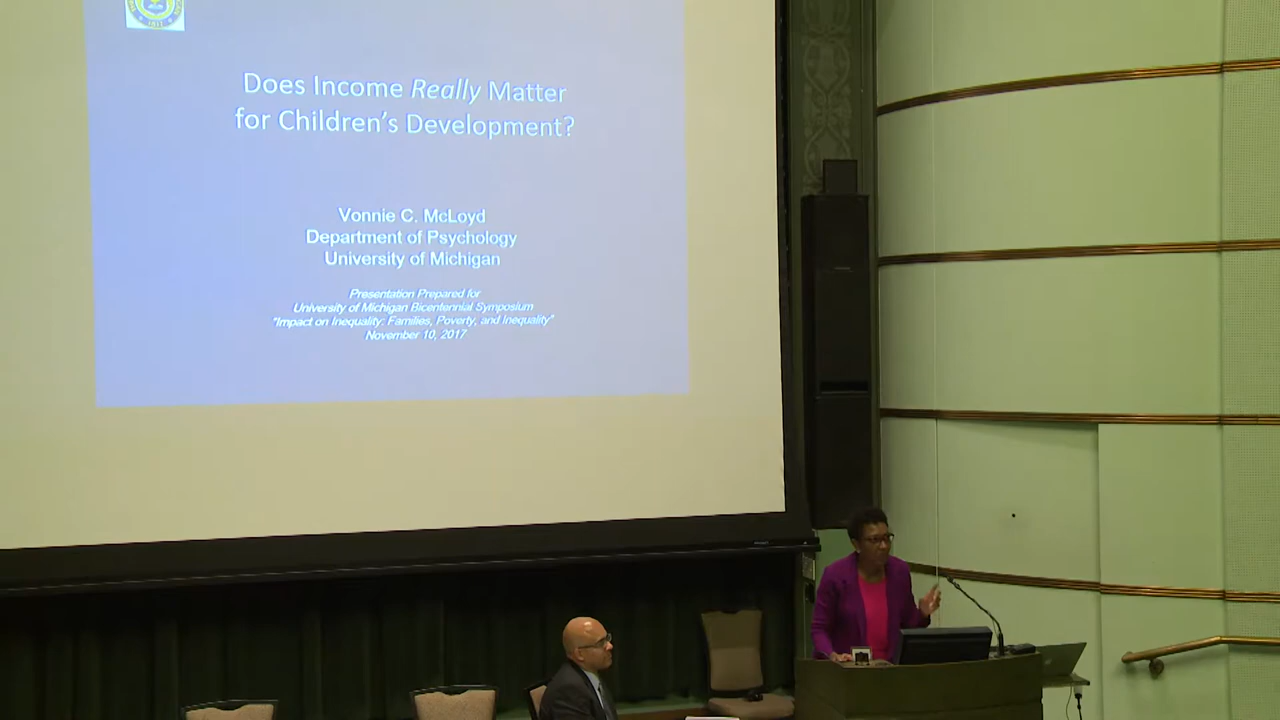 1817
Does Income Really Matter
for Children's Development?
Vonnie C. McLoyd
Department of Psychology
University of Michigan
Presentation Prepared for
University of Michigan Bicentennial Symposium
"Impact on Inequality: Families, Poverty, and Inequality"
November 10, 2017